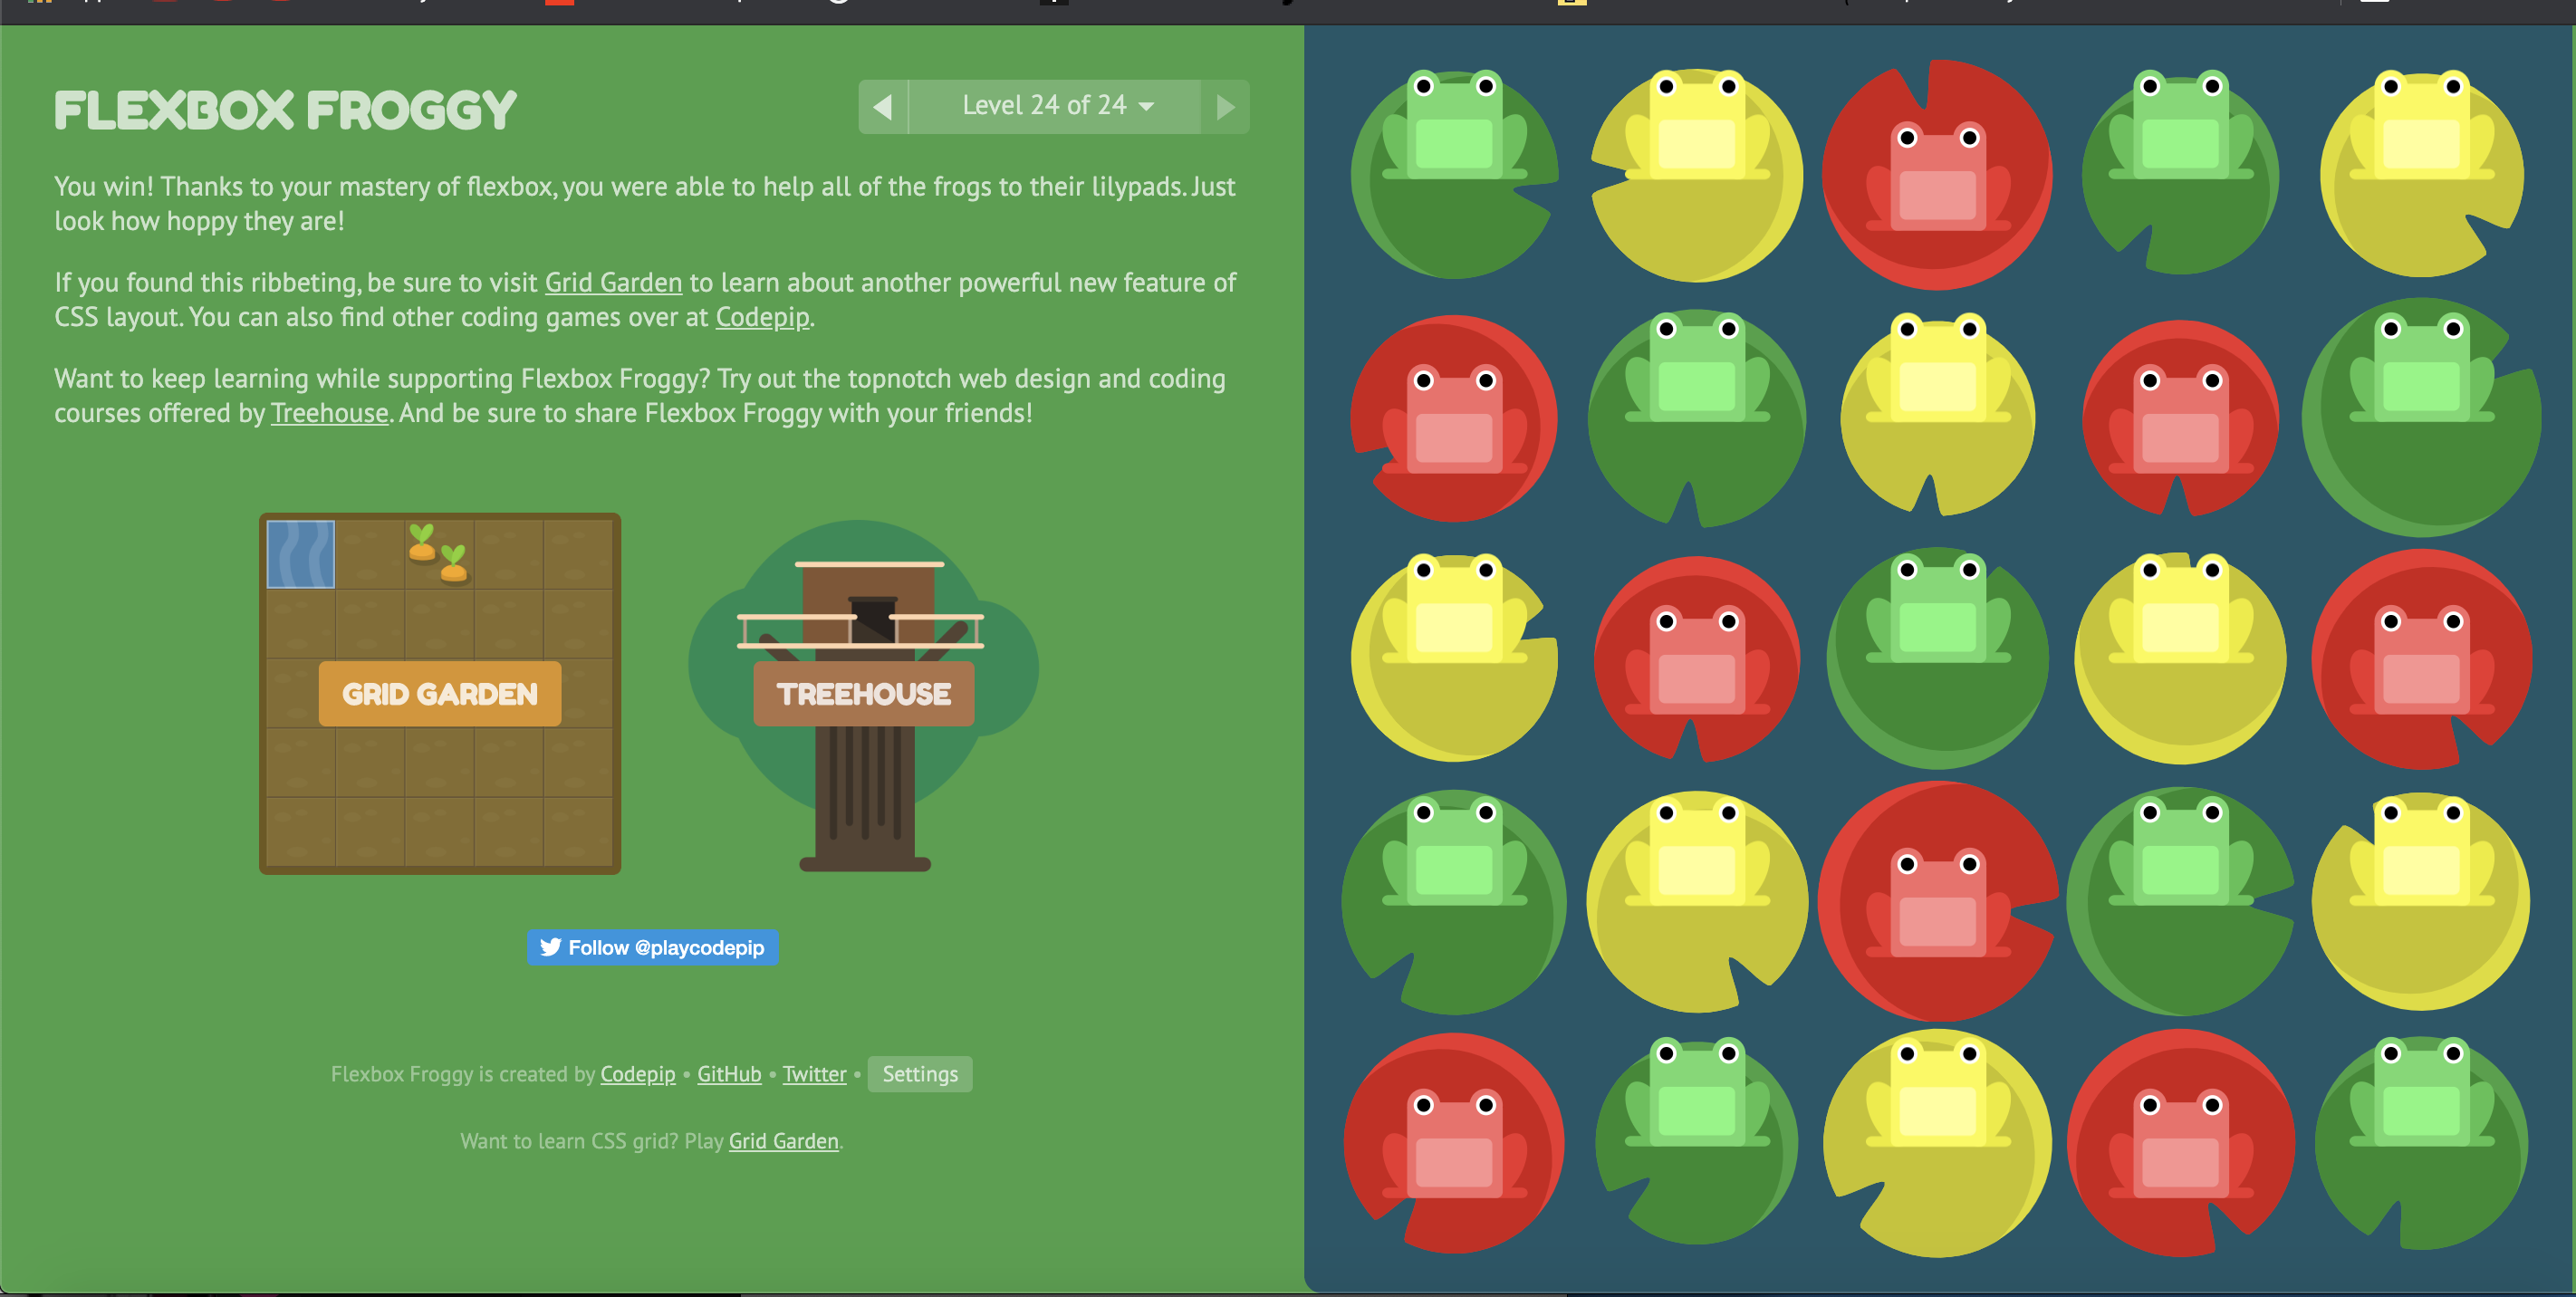 FLEXBOX FROGGY
Level 24 of 24
You win! Thanks to your mastery of flexbox, you were able to help all of the frogs to their lilypads. Just
look how hoppy they are!
If you found this ribbeting, be sure to visit Grid Garden to learn about another powerful new feature of
CSS layout. You can also find other coding games over at Codepip.
Want to keep learning while supporting Flexbox Froggy? Try out the topnotch web design and coding
courses offered by Treehouse. And be sure to share Flexbox Froggy with your friends!
GRID GARDEN
TREEHOUSE
Follow @playcodepip
Flexbox Froggy is created by Codepip • GitHub • Twitter • Settings
Want to learn CSS grid? Play Grid Garden.